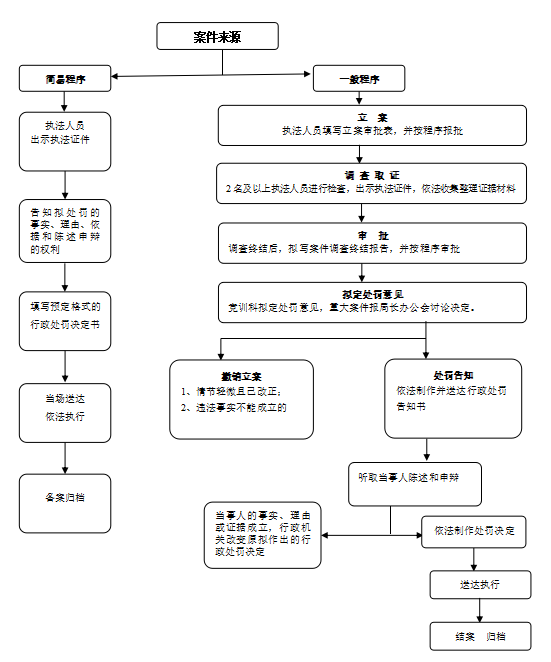 案件来源
简易程序
一般程序
执法人员
出示执法证件
告知拟处罚的
事实、理由、依
据和陈述申辩
的权利
填写预定格式的
行政处罚决定书
当场送达
依法执行
备案归档
立 案
执法人员填写立案审批表，并按程序报批
调 查 取 证
2 名及以上执法人员进行检查，出示执法证件，依法收集整理证据材料
审 批
调查终结后，拟写案件调查终结报告，并按程序审批
拟定处罚意见
竞训科拟定处罚意见，重大案件报局长办公会讨论决定。
撤销立案
1、情节轻微且已改正；
2、违法事实不能成立的
处罚告知
依法制作并送达行政处罚
告知书
听取当事人陈述和申辩
当事人的事实、理由
或证据成立，行政机
关改变原拟作出的行
政处罚决定
依法制作处罚决定
送达执行
结案 归档